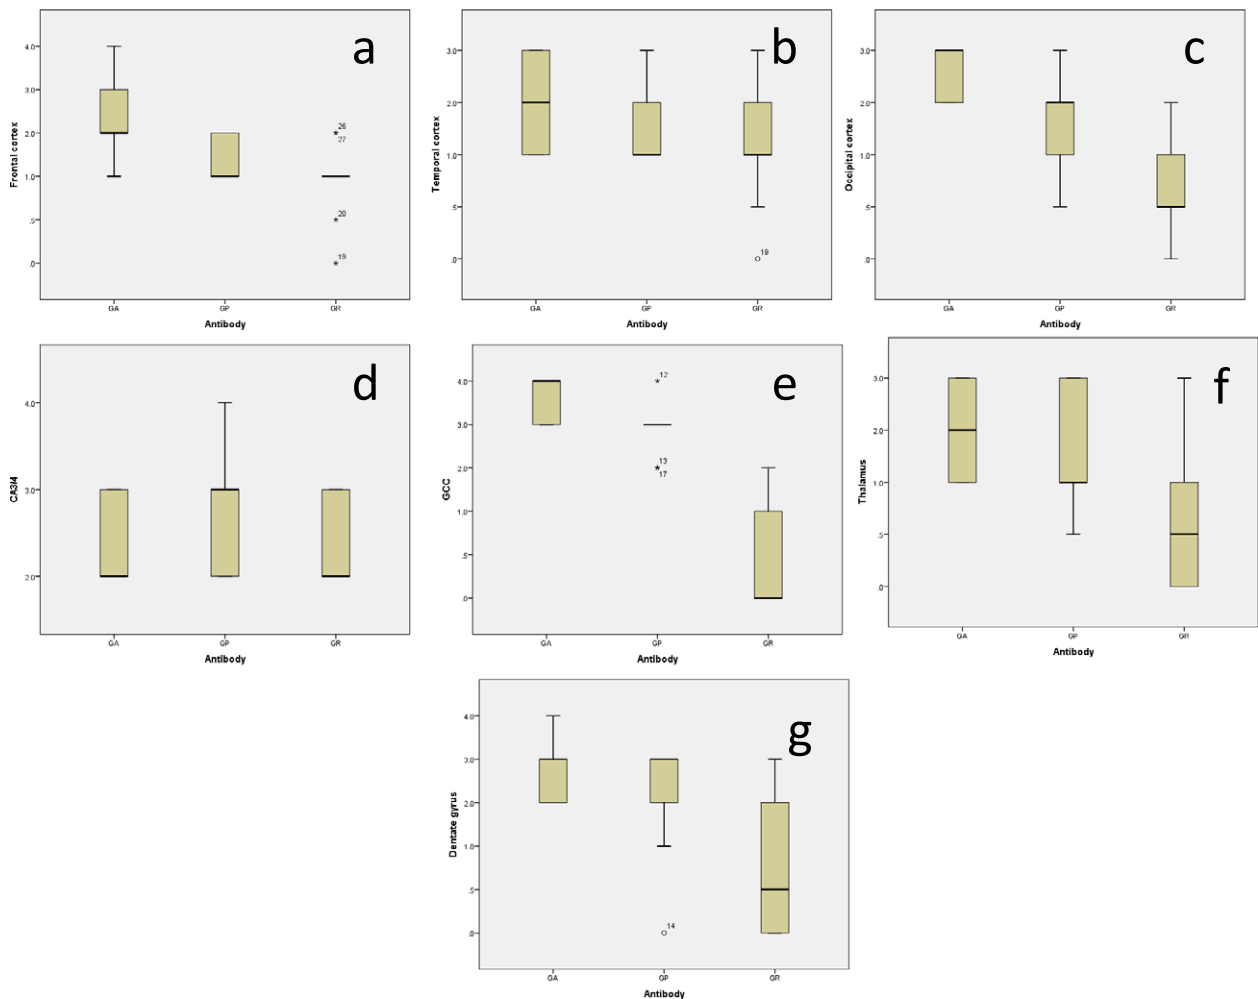 a
Frontal cortex
4.0
3.0
2.0
1.0
.5
.0
26
27
20
19
GA GP GR
Antibody
b
Temporal cortex
3.0
2.0
1.0
.5
.0
19
GA GP GR
Antibody
c
Occipital cortex
3.0
2.0
1.0
.5
.0
GA GP GR
Antibody
d
CA3/4
4.0
3.0
2.0
GA GP GR
Antibody
e
GCC
4.0
3.0
2.0
1.0
.5
.0
12
13
17
GA GP GR
Antibody
f
Thalamus
3.0
2.0
1.0
.5
.0
GA GP GR
Antibody
g
Dentate gyrus
4.0
3.0
2.0
1.0
.5
.0
14
GA GP GR
Antibody